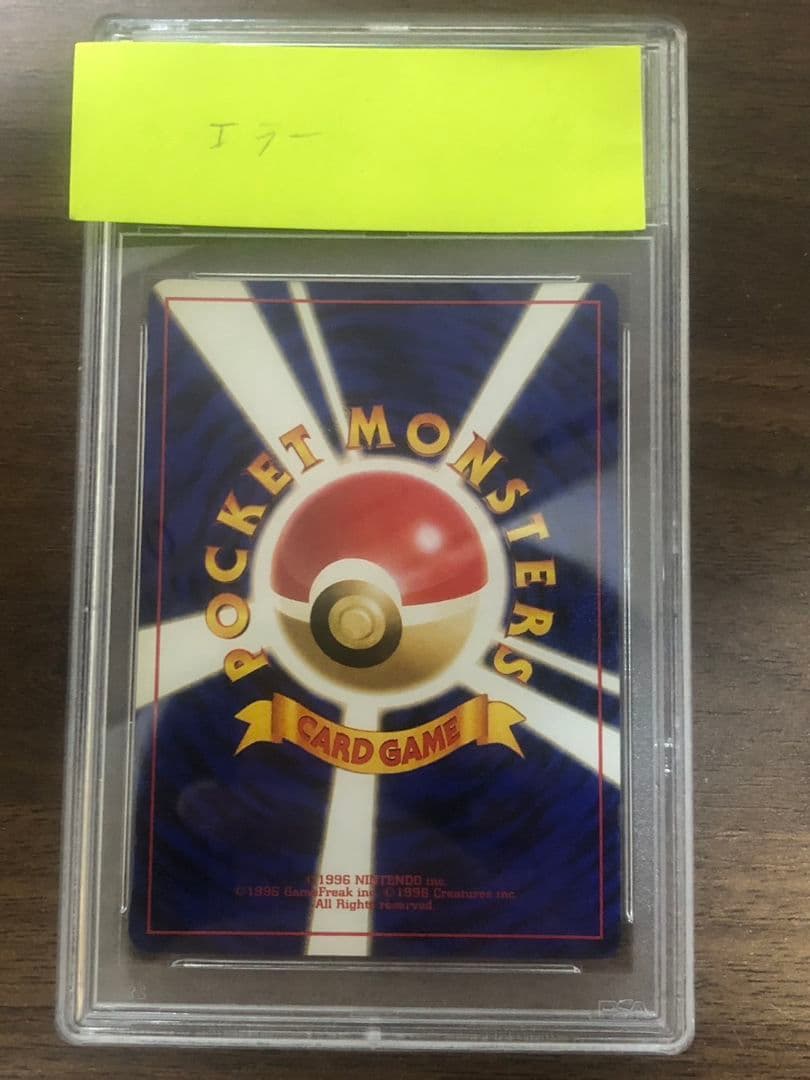 エラー
POCKET MONSTERS
CARD GAME
©1996 NINTENDO inc.
©1996 GameFreak inc. ©1996 Creatures inc.
All Rights reserved.
PSA